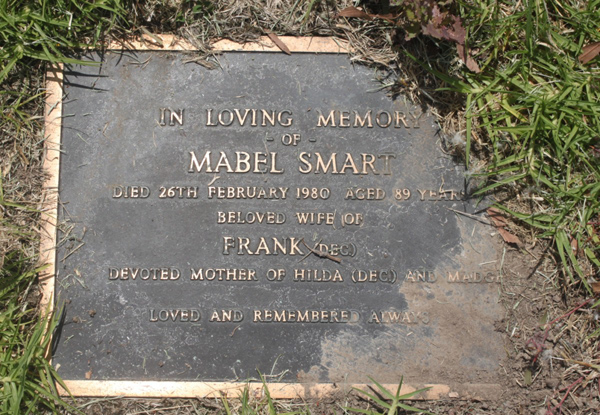 IN LOVING MEMORY
- OF -
MABEL SMART
DIED 26TH FEBRUARY 1980 AGED 89 YEARS
BELOVED WIFE OF
FRANK (DEC)
DEVOTED MOTHER OF HILDA (DEC) AND MADGE
LOVED AND REMEMBERED ALWAYS